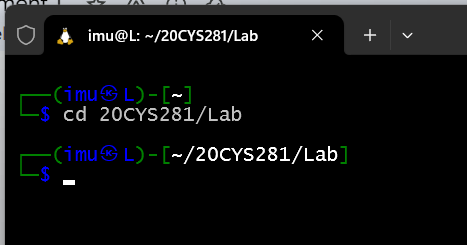 imu@L: ~/20CYS281/Lab
┌──(imu㉿L)-[~]
└─$ cd 20CYS281/Lab
┌──(imu㉿L)-[~/20CYS281/Lab]
└─$